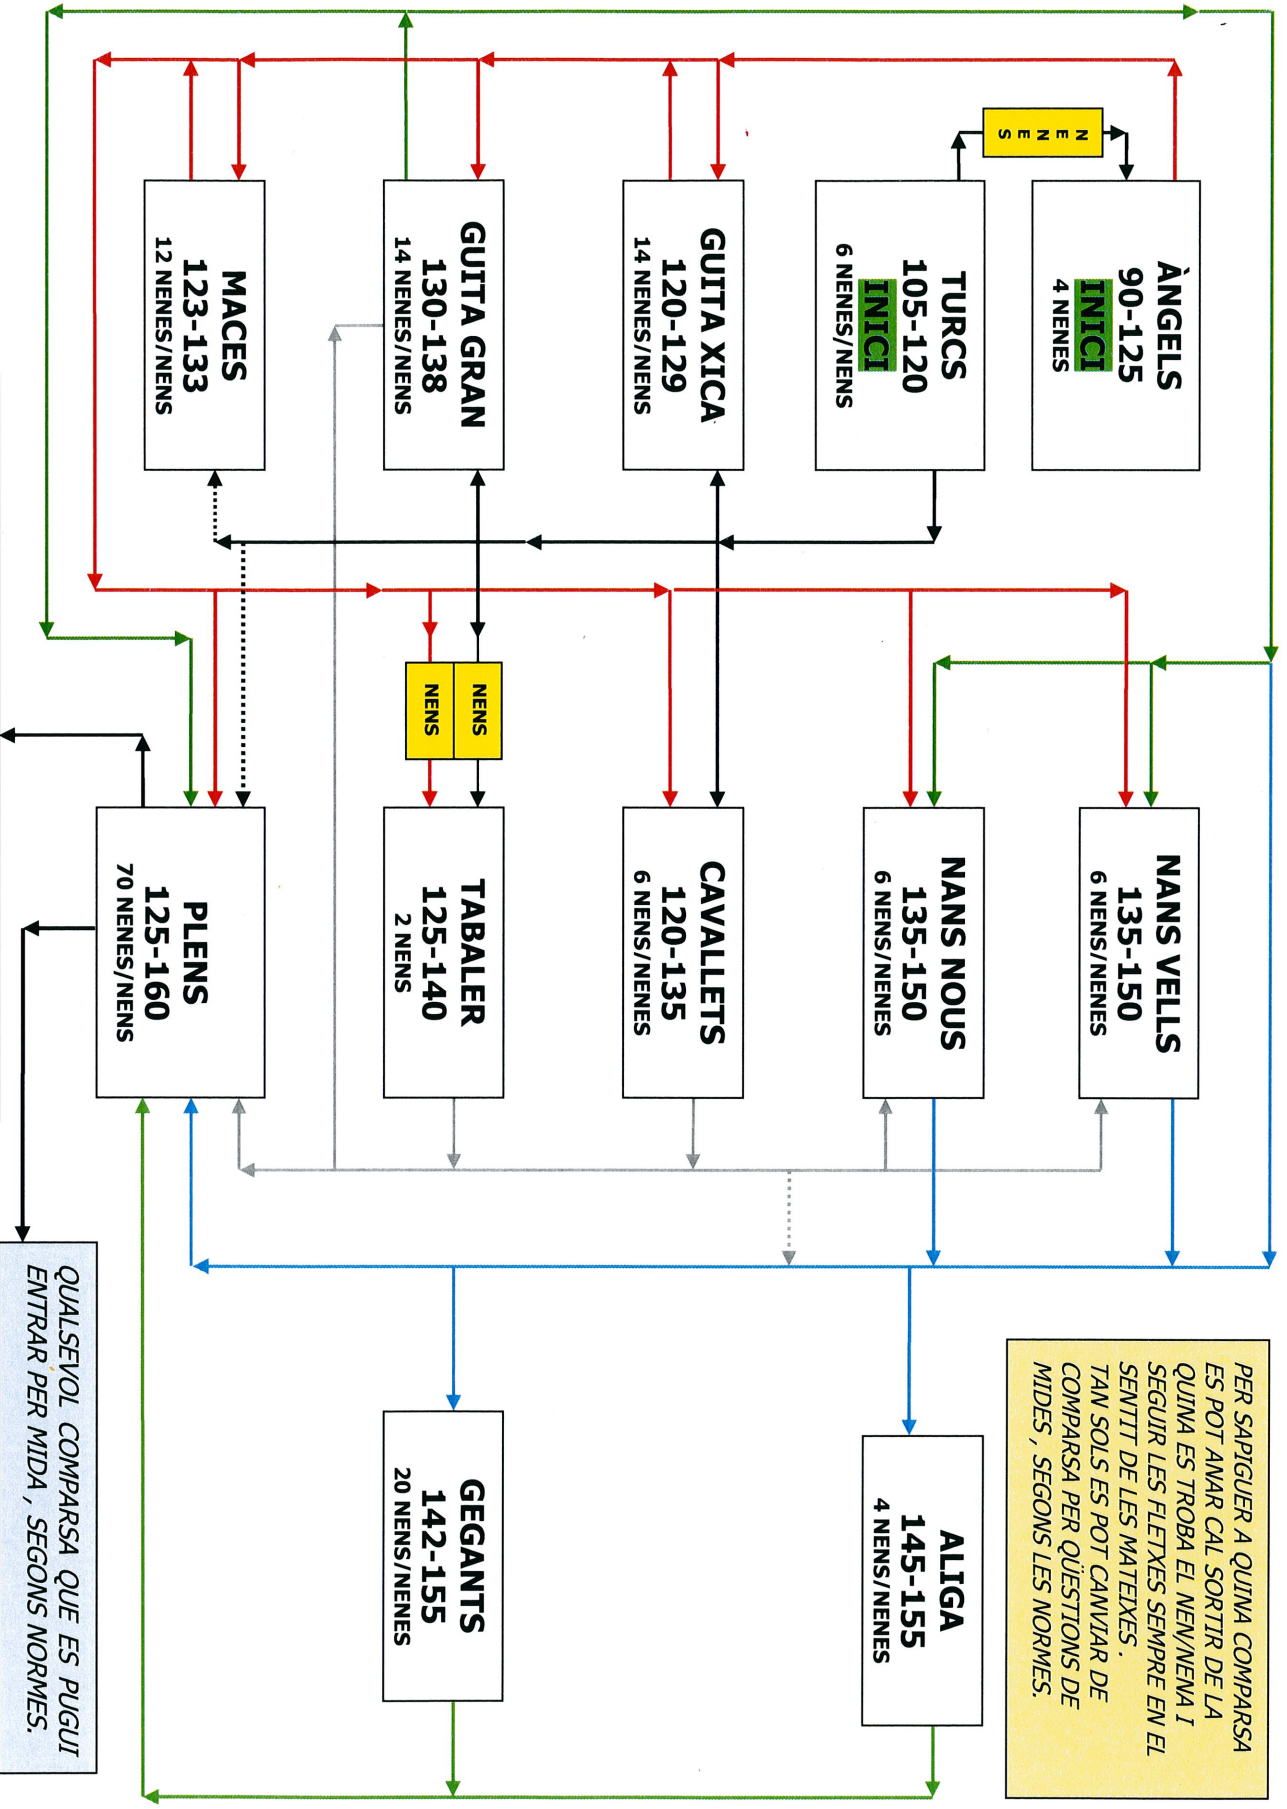 ÀNGELS
90-125
INICI
4 NENES
NENES
TURCS
105-120
INICI
6 NENES/NENS
GUITA XICA
120-129
14 NENES/NENS
GUITA GRAN
130-138
14 NENES/NENS
MACES
123-133
12 NENES/NENS
NENS
NENS
NANS VELLS
135-150
6 NENS/NENES
NANS NOUS
135-150
6 NENS/NENES
CAVALLETS
120-135
6 NENS/NENES
TABALER
125-140
2 NENS
PLENS
125-160
70 NENES/NENS
PER SAPIGUER A QUINA COMPARSA
ES POT ANAR CAL SORTIR DE LA
QUINA ES TROBA EL NEN/NENA I
SEGUIR LES FLETXES SEMPRE EN EL
SENTIT DE LES MATEIXES .
TAN SOLS ES POT CANVIAR DE
COMPARSA PER QÜESTIONS DE
MIDES , SEGONS LES NORMES.
ALIGA
145-155
4 NENS/NENES
GEGANTS
142-155
20 NENS/NENES
QUALSEVOL COMPARSA QUE ES PUGUI
ENTRAR PER MIDA , SEGONS NORMES.